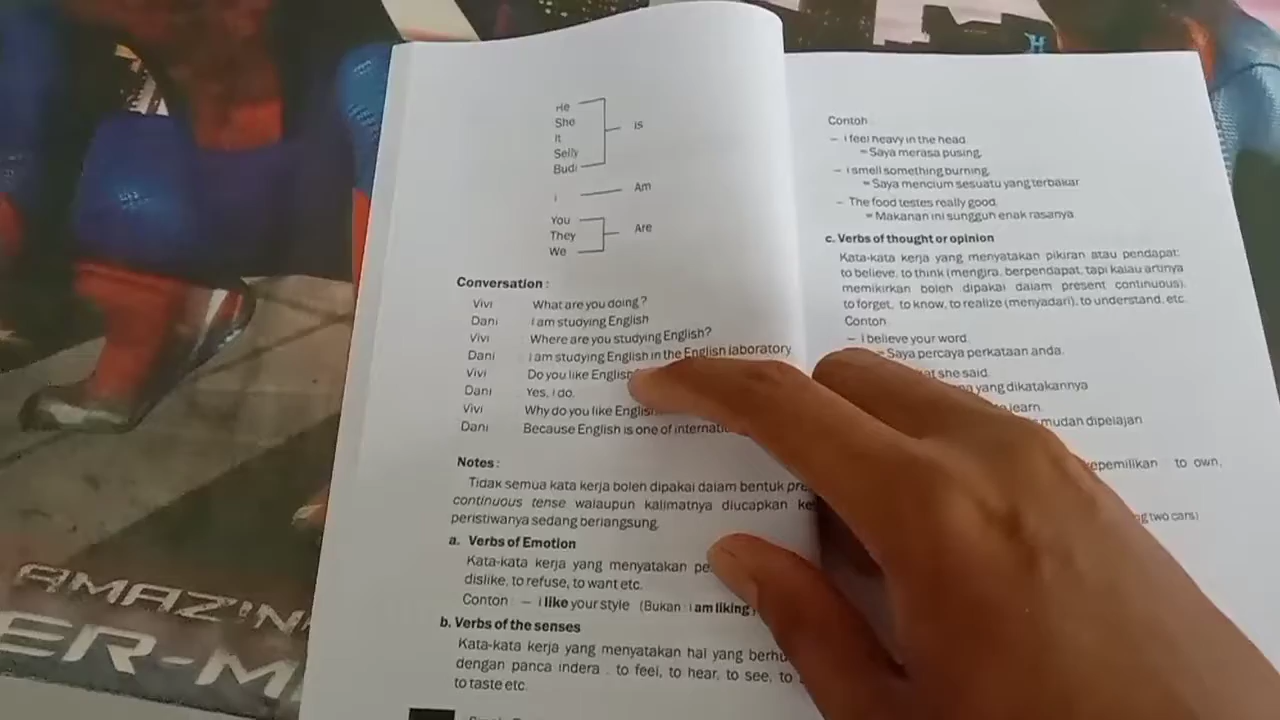 He
She
It
Selly
Budi
is
I
Am
You
They
We
Are
Conversation :
Vivi What are you doing ?
Dani I am studying English
Vivi Where are you studying English?
Dani I am studying English in the English laboratory
Vivi Do you like English
Dani Yes, I do.
Vivi Why do you like English
Dani Because English is one of
Notes :
Tidak semua kata kerja boleh dipakai dalam bentuk
continuous tense walaupun kalimatnya diucapkan
peristiwanya sedang berlangsung.
a. Verbs of Emotion
Kata-kata kerja yang menyatakan
dislike, to refuse, to want etc.
Conton : – I like your style (Bukan : I am liking
b. Verbs of the senses
Kata-kata kerja yang menyatakan hal yang
dengan panca indera : to feel, to hear, to see, to
to taste etc.
Contoh
– I feel heavy in the head.
= Saya merasa pusing.
– I smell something burning.
= Saya mencium sesuatu yang terbakar
– The food testes really good.
= Makanan ini sungguh enak rasanya
c. Verbs of thought or opinion
Kata-kata kerja yang menyatakan pikiran atau pendapat:
to believe, to think (mengira, berpendapat, tapi kalau artinya
memikirkan boleh dipakai dalam present continuous).
to forget, to know, to realize (menyadari), to understand, etc.
Contoh
– I believe your word.
= Saya percaya perkataan anda.
she said.
yang dikatakannya
learn.
mudah dipelajari
kepemilikan : to own,
two cars)
AMAZIN
ER-M